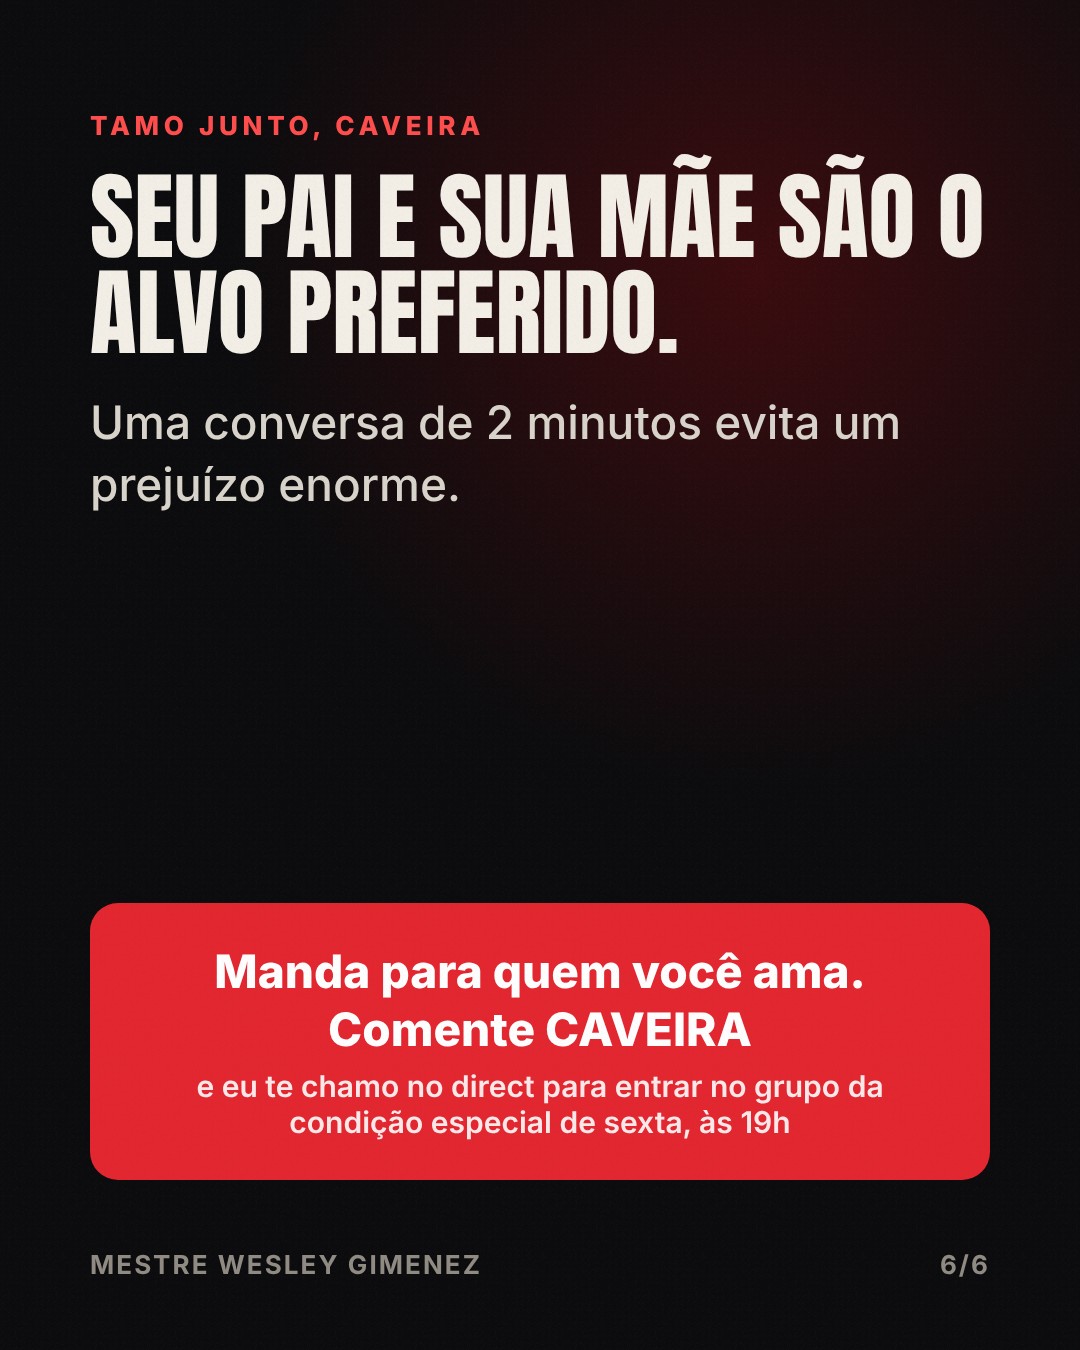 TAMO JUNTO, CAVEIRA
SEU PAI E SUA MÃE SÃO O
ALVO PREFERIDO.
Uma conversa de 2 minutos evita um
prejuízo enorme.
Manda para quem você ama.
Comente CAVEIRA
e eu te chamo no direct para entrar no grupo da
condição especial de sexta, às 19h
MESTRE WESLEY GIMENEZ
6/6